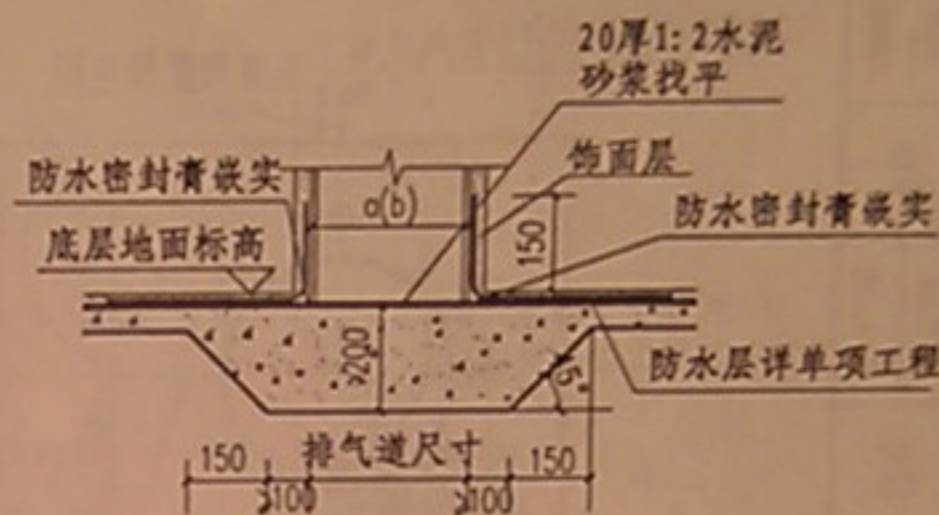 20厚1:2水泥
砂浆找平
防水密封膏嵌实
饰面层
a(b)
防水密封膏嵌实
底层地面标高
150
≥200
45°
防水层详单项工程
150
排气道尺寸
150
≥100
≥100